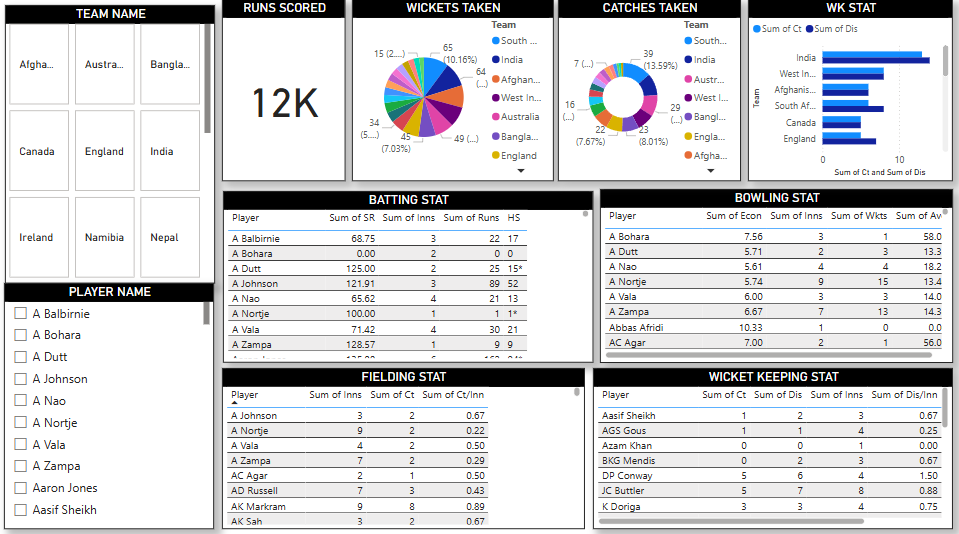 TEAM NAME
Afgha...
Austra...
Bangla...
Canada
England
India
Ireland
Namibia
Nepal
PLAYER NAME
A Balbirnie
A Bohara
A Dutt
A Johnson
A Nao
A Nortje
A Vala
A Zampa
Aaron Jones
Aasif Sheikh
RUNS SCORED
12K
WICKETS TAKEN
15 (2....)
65
(10.16%)
64
(...)
49 (...)
45
(7.03%)
34
(5....)
Team
South ...
India
Afghan...
West In...
Australia
Bangla...
England
CATCHES TAKEN
7 (...)
39
(13.59%)
29
(...)
23
(8.01%)
22
(7.67%)
16
(...)
Team
South...
India
Austr...
West I...
Bangl...
Engla...
Afgha...
WK STAT
Sum of Ct Sum of Dis
Team
India
West In...
Afghanis...
South Af...
Canada
England
0 10
Sum of Ct and Sum of Dis
BATTING STAT
Player Sum of SR Sum of Inns Sum of Runs HS
A Balbirnie 68.75 3 22 17
A Bohara 0.00 2 0 0
A Dutt 125.00 2 25 15*
A Johnson 121.91 3 89 52
A Nao 65.62 4 21 13
A Nortje 100.00 1 1 1*
A Vala 71.42 4 30 21
A Zampa 128.57 1 9 9
BOWLING STAT
Player Sum of Econ Sum of Inns Sum of Wkts Sum of Av
A Bohara 7.56 3 1 58.0
A Dutt 5.71 2 3 13.3
A Nao 5.61 4 4 18.2
A Nortje 5.74 9 15 13.4
A Vala 6.00 3 3 14.0
A Zampa 6.67 7 13 14.3
Abbas Afridi 10.33 1 0 0.0
AC Agar 7.00 2 1 56.0
FIELDING STAT
Player Sum of Inns Sum of Ct Sum of Ct/Inn
A Johnson 3 2 0.67
A Nortje 9 2 0.22
A Vala 4 2 0.50
A Zampa 7 2 0.29
AC Agar 2 1 0.50
AD Russell 7 3 0.43
AK Markram 9 8 0.89
AK Sah 3 2 0.67
WICKET KEEPING STAT
Player Sum of Ct Sum of Dis Sum of Inns Sum of Dis/Inn
Aasif Sheikh 1 2 3 0.67
AGS Gous 1 1 4 0.25
Azam Khan 0 0 1 0.00
BKG Mendis 0 2 3 0.67
DP Conway 5 6 4 1.50
JC Buttler 5 7 8 0.88
K Doriga 3 3 4 0.75